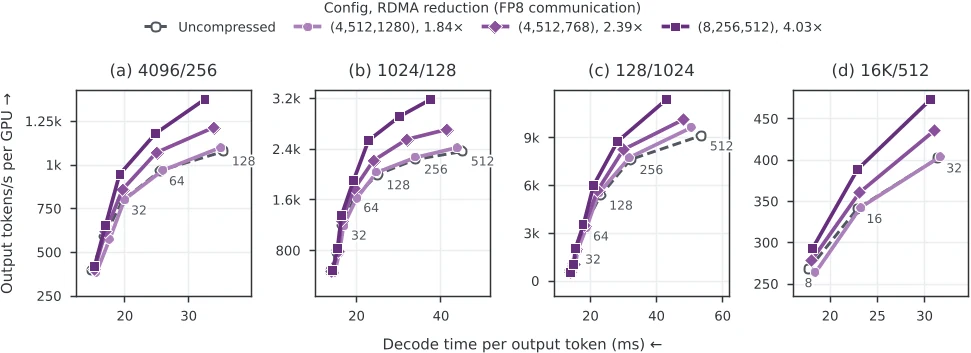 Config, RDMA reduction (FP8 communication)
Uncompressed (4,512,1280), 1.84× (4,512,768), 2.39× (8,256,512), 4.03×
(a) 4096/256
(b) 1024/128
(c) 128/1024
(d) 16K/512
Output tokens/s per GPU →
1.25k
1k
750
500
250
128
64
32
20 30
3.2k
2.4k
1.6k
800
512
256
128
64
32
20 40
9k
6k
3k
0
512
256
128
64
32
20 40 60
450
400
350
300
250
32
16
8
20 25 30
Decode time per output token (ms) ←